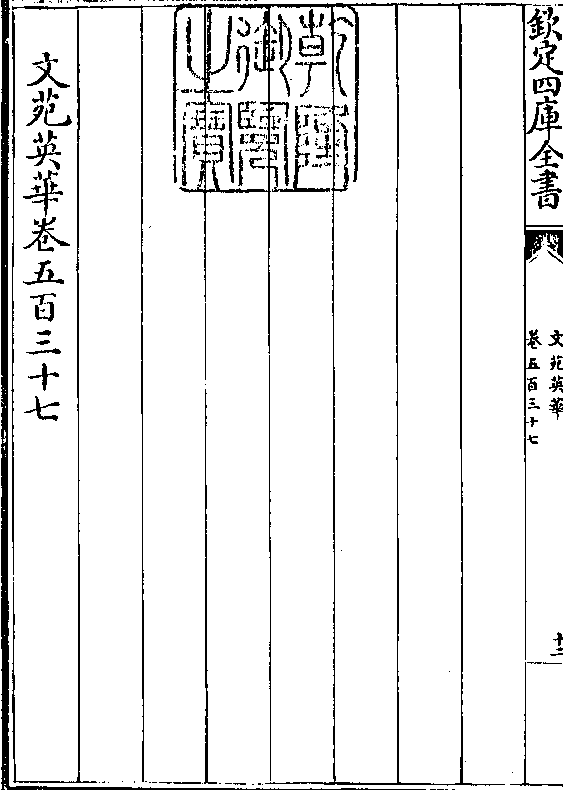 欽定四庫全書
文苑英華
卷五百三十七
乾隆
御覽
之寶
文苑英華卷五百三十七